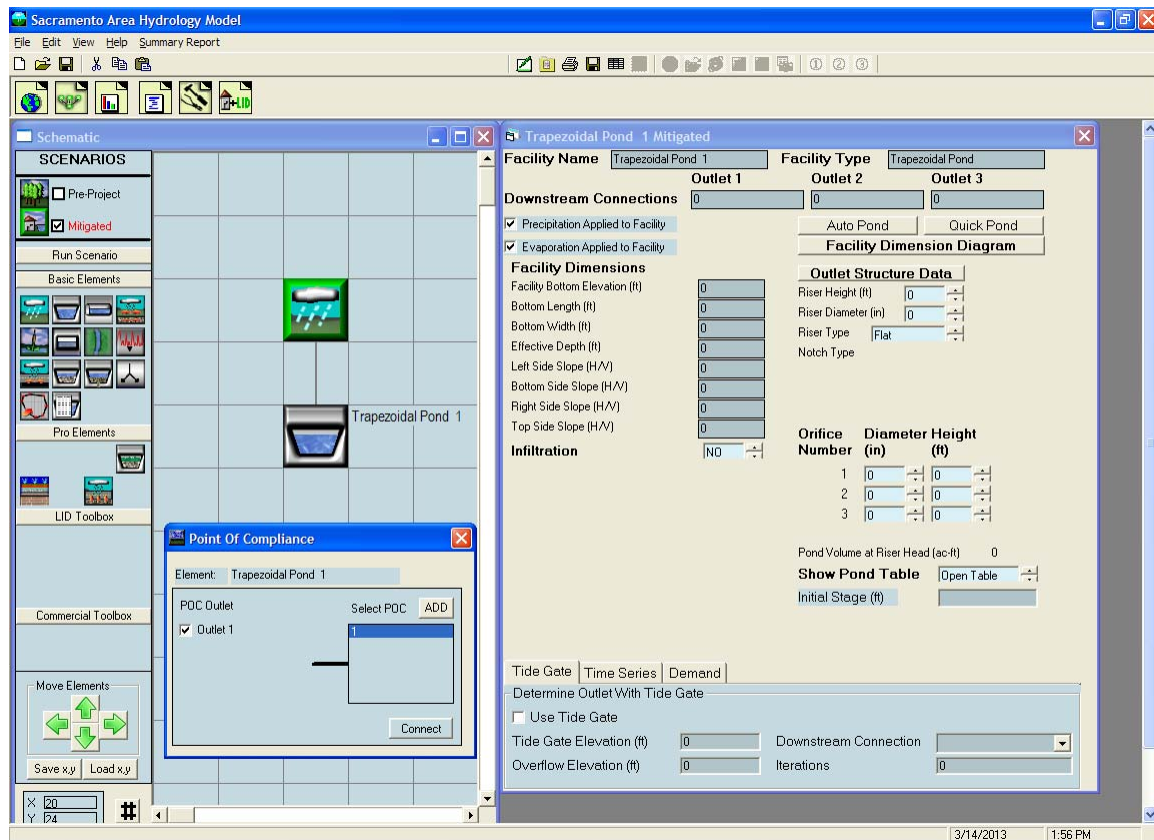 Sacramento Area Hydrology Model
File Edit View Help Summary Report
+LID
Schematic
SCENARIOS
Pre-Project
Mitigated
Run Scenario
Basic Elements
Pro Elements
LID Toolbox
Commercial Toolbox
Move Elements
Save x,y Load x,y
X 20
Y 24
#
Trapezoidal Pond 1
Point Of Compliance
Element: Trapezoidal Pond 1
POC Outlet
Select POC ADD
Outlet 1
1
Connect
Trapezoidal Pond 1 Mitigated
Facility Name Trapezoidal Pond 1 Facility Type Trapezoidal Pond
Outlet 1 Outlet 2 Outlet 3
Downstream Connections 0 0 0
Precipitation Applied to Facility Auto Pond Quick Pond
Evaporation Applied to Facility Facility Dimension Diagram
Facility Dimensions
Facility Bottom Elevation (ft) 0
Bottom Length (ft) 0
Bottom Width (ft) 0
Effective Depth (ft) 0
Left Side Slope (H/V) 0
Bottom Side Slope (H/V) 0
Right Side Slope (H/V) 0
Top Side Slope (H/V) 0
Infiltration NO
Outlet Structure Data
Riser Height (ft) 0
Riser Diameter (in) 0
Riser Type Flat
Notch Type
Orifice Diameter Height
Number (in) (ft)
1 0 0
2 0 0
3 0 0
Pond Volume at Riser Head (ac-ft) 0
Show Pond Table Open Table
Initial Stage (ft)
Tide Gate Time Series Demand
Determine Outlet With Tide Gate
Use Tide Gate
Tide Gate Elevation (ft) 0 Downstream Connection
Overflow Elevation (ft) 0 Iterations 0
3/14/2013 1:56 PM